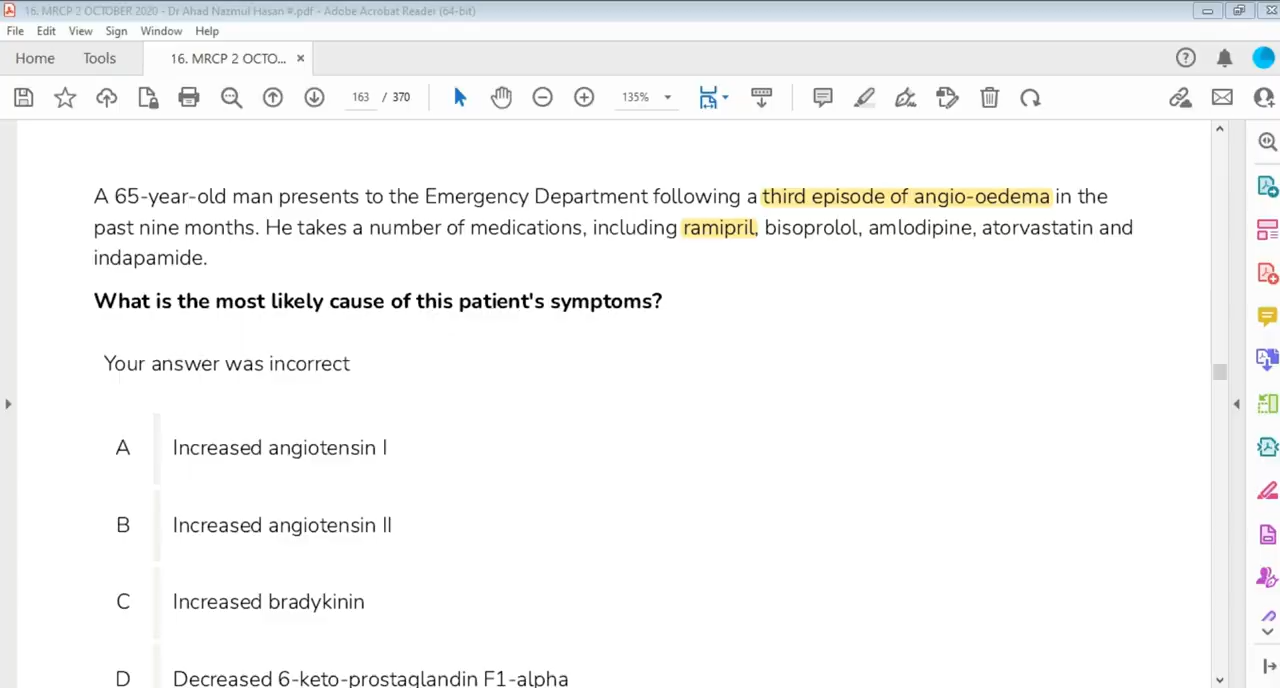 16. MRCP 2 OCTOBER 2020 - Dr Ahad Nazmul Hasan ®.pdf - Adobe Acrobat Reader (64-bit)
File Edit View Sign Window Help
Home Tools 16. MRCP 2 OCTO... ×
163 / 370 135%
A 65-year-old man presents to the Emergency Department following a third episode of angio-oedema in the
past nine months. He takes a number of medications, including ramipril, bisoprolol, amlodipine, atorvastatin and
indapamide.
What is the most likely cause of this patient's symptoms?
Your answer was incorrect
A Increased angiotensin I
B Increased angiotensin II
C Increased bradykinin
D Decreased 6-keto-prostaglandin F1-alpha